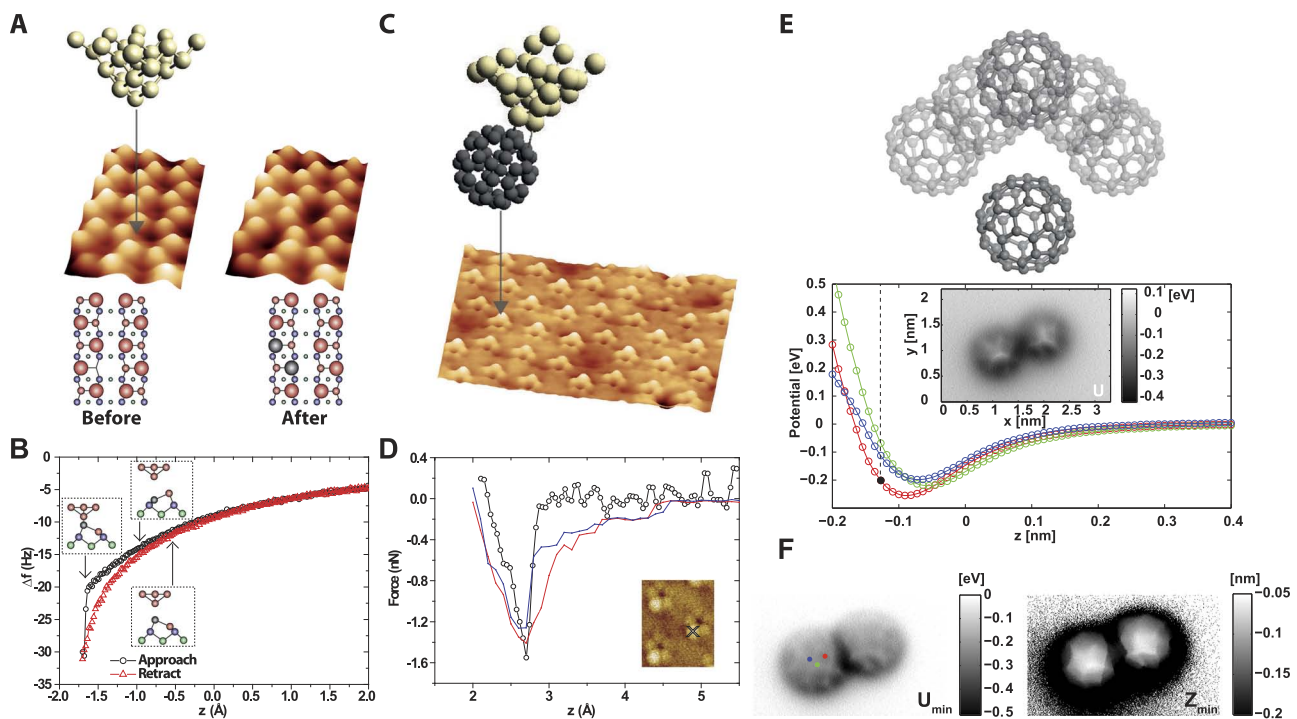 A
Before
After
B
0
-5
-10
-15
-20
-25
-30
-35
Δf (Hz)
Approach
Retract
-2.0
-1.5
-1.0
-0.5
0
0.5
1.0
1.5
2.0
z (Å)
C
D
0.4
0.0
-0.4
-0.8
-1.2
-1.6
Force (nN)
2
3
4
5
z (Å)
E
0.5
0.4
0.3
0.2
0.1
0
-0.1
-0.2
Potential [eV]
-0.2
-0.1
0
0.1
0.2
0.3
0.4
z [nm]
2
1.5
1
0.5
0
y [nm]
0
0.5
1
1.5
2
2.5
3
x [nm]
U
0.1
[eV]
0
-0.1
-0.2
-0.3
-0.4
F
[eV]
0
-0.1
-0.2
-0.3
-0.4
-0.5
Umin
[nm]
-0.05
-0.1
-0.15
-0.2
Zmin